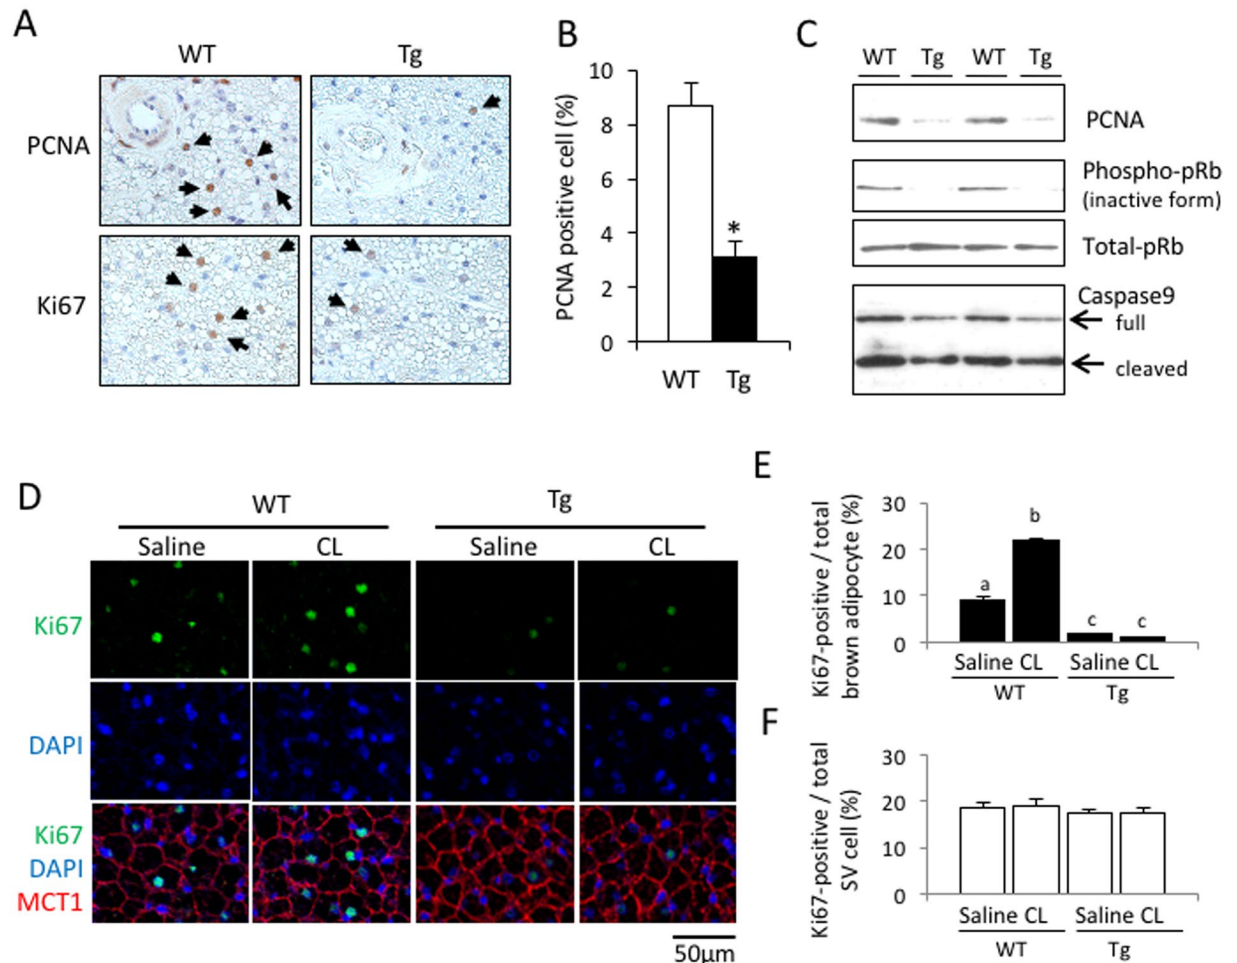 A
WT
Tg
PCNA
Ki67
B
PCNA positive cell (%)
10
8
6
4
2
0
*
WT
Tg
C
WT
Tg
WT
Tg
PCNA
Phospho-pRb
(inactive form)
Total-pRb
Caspase9
full
cleaved
D
WT
Tg
Saline
CL
Saline
CL
Ki67
DAPI
Ki67
DAPI
MCT1
50μm
E
Ki67-positive / total
brown adipocyte (%)
30
20
10
0
a
b
c
c
Saline CL
Saline CL
WT
Tg
F
Ki67-positive / total
SV cell (%)
30
20
10
0
Saline CL
Saline CL
WT
Tg